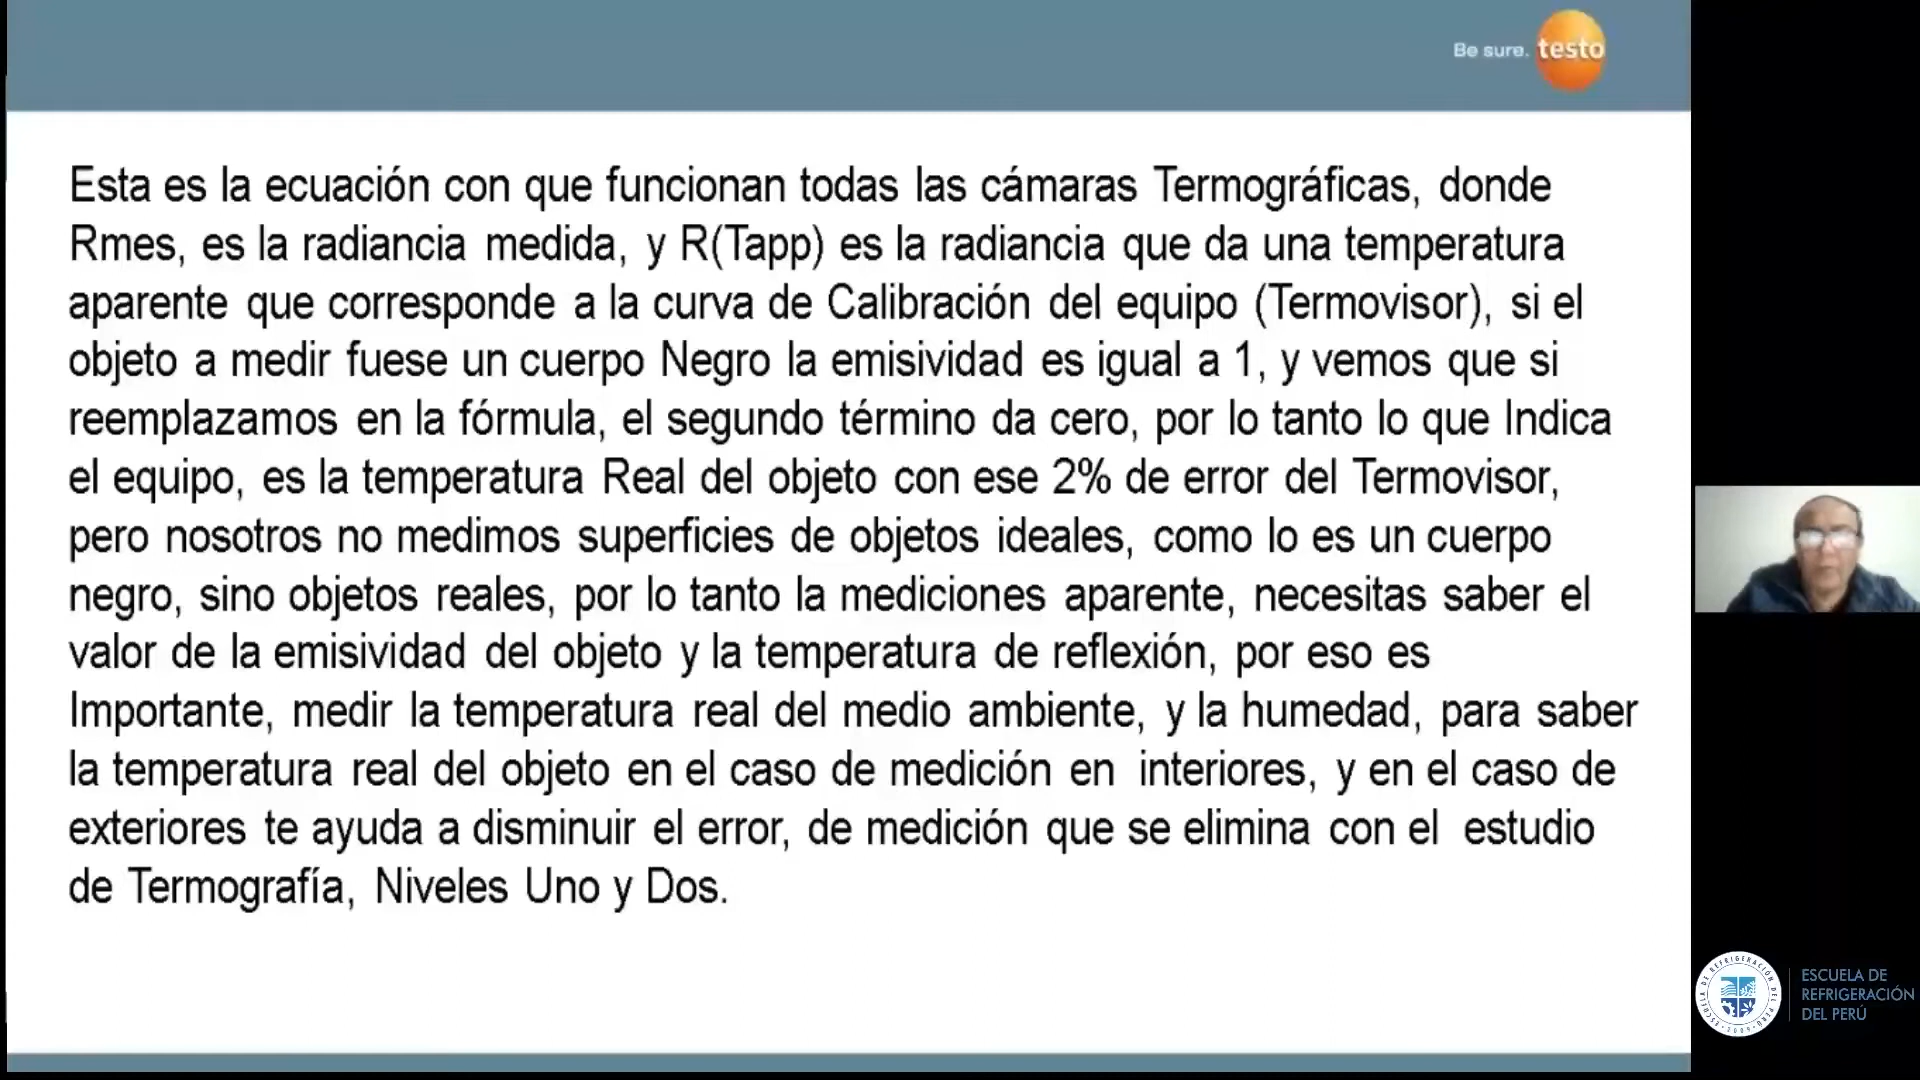 Be sure. testo
Esta es la ecuación con que funcionan todas las cámaras Termográficas, donde
Rmes, es la radiancia medida, y R(Tapp) es la radiancia que da una temperatura
aparente que corresponde a la curva de Calibración del equipo (Termovisor), si el
objeto a medir fuese un cuerpo Negro la emisividad es igual a 1, y vemos que si
reemplazamos en la fórmula, el segundo término da cero, por lo tanto lo que Indica
el equipo, es la temperatura Real del objeto con ese 2% de error del Termovisor,
pero nosotros no medimos superficies de objetos ideales, como lo es un cuerpo
negro, sino objetos reales, por lo tanto la mediciones aparente, necesitas saber el
valor de la emisividad del objeto y la temperatura de reflexión, por eso es
Importante, medir la temperatura real del medio ambiente, y la humedad, para saber
la temperatura real del objeto en el caso de medición en interiores, y en el caso de
exteriores te ayuda a disminuir el error, de medición que se elimina con el estudio
de Termografía, Niveles Uno y Dos.
ESCUELA DE REFRIGERACIÓN DEL PERÚ
ESCUELA DE
REFRIGERACIÓN
DEL PERÚ